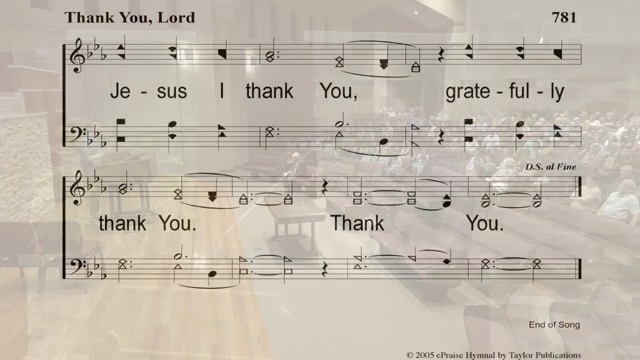 Thank You, Lord 781
Je - sus I thank You, grate - ful - ly
D.S. al Fine
thank You. Thank You.
End of Song
© 2005 ePraise Hymnal by Taylor Publications